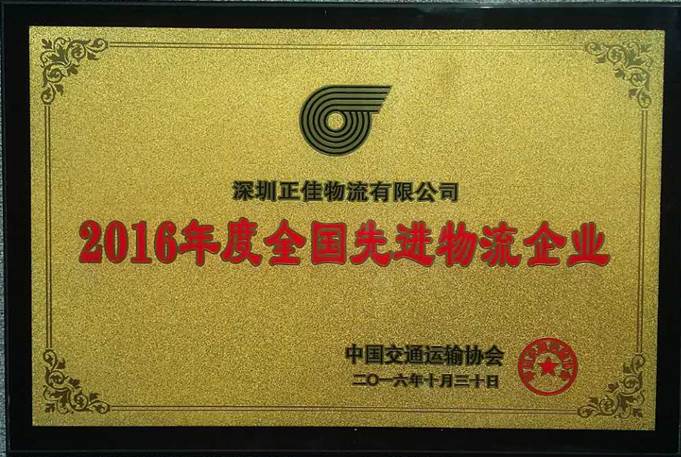 深圳正佳物流有限公司
2016年度全国先进物流企业
中国交通运输协会
二〇一六年十月三十日